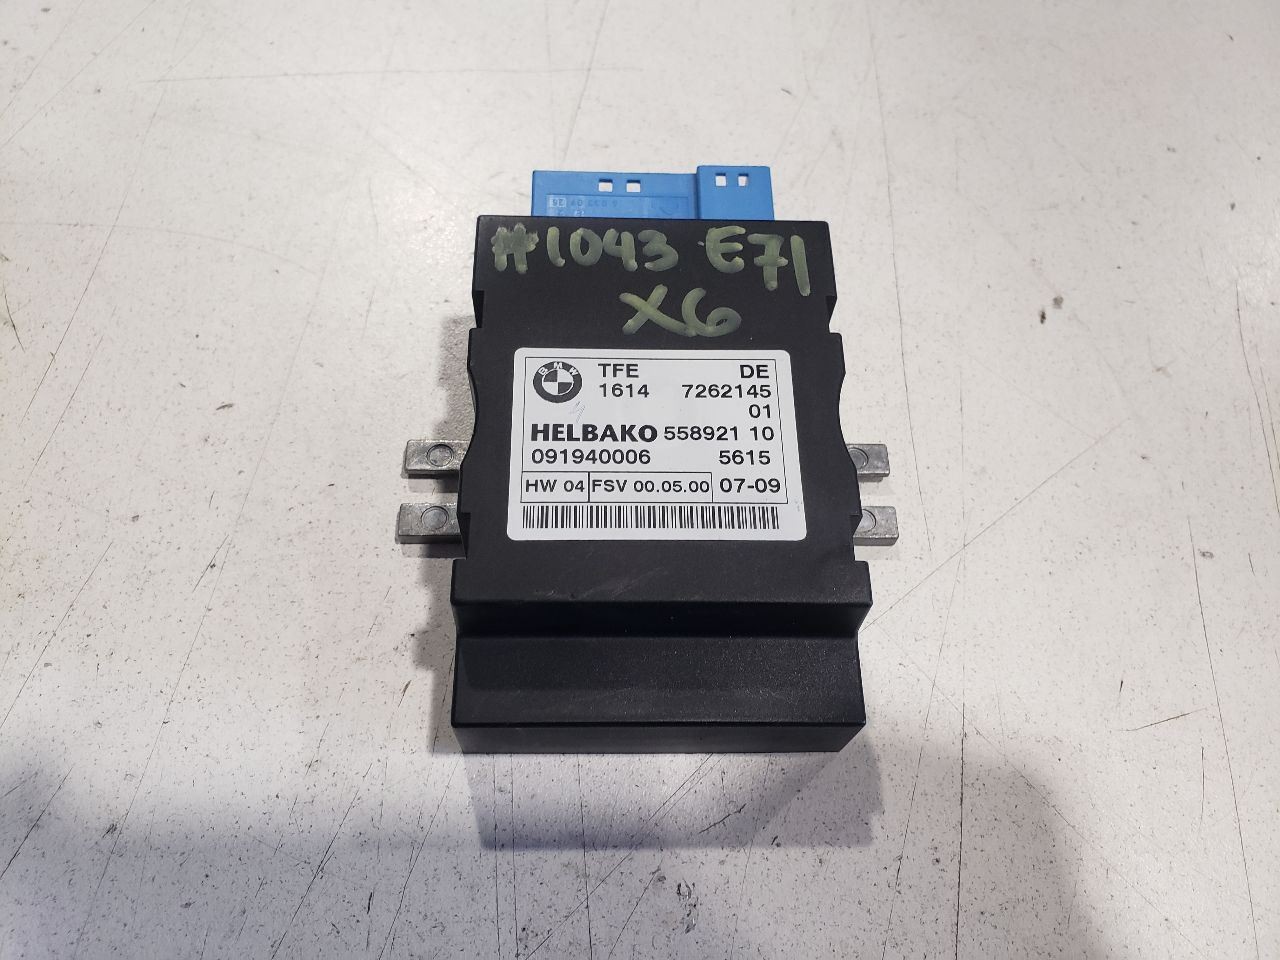 #1043 E71
X6
BMW
TFE DE
1614 7262145
01
HELBAKO 558921 10
091940006 5615
HW 04 FSV 00.05.00 07-09